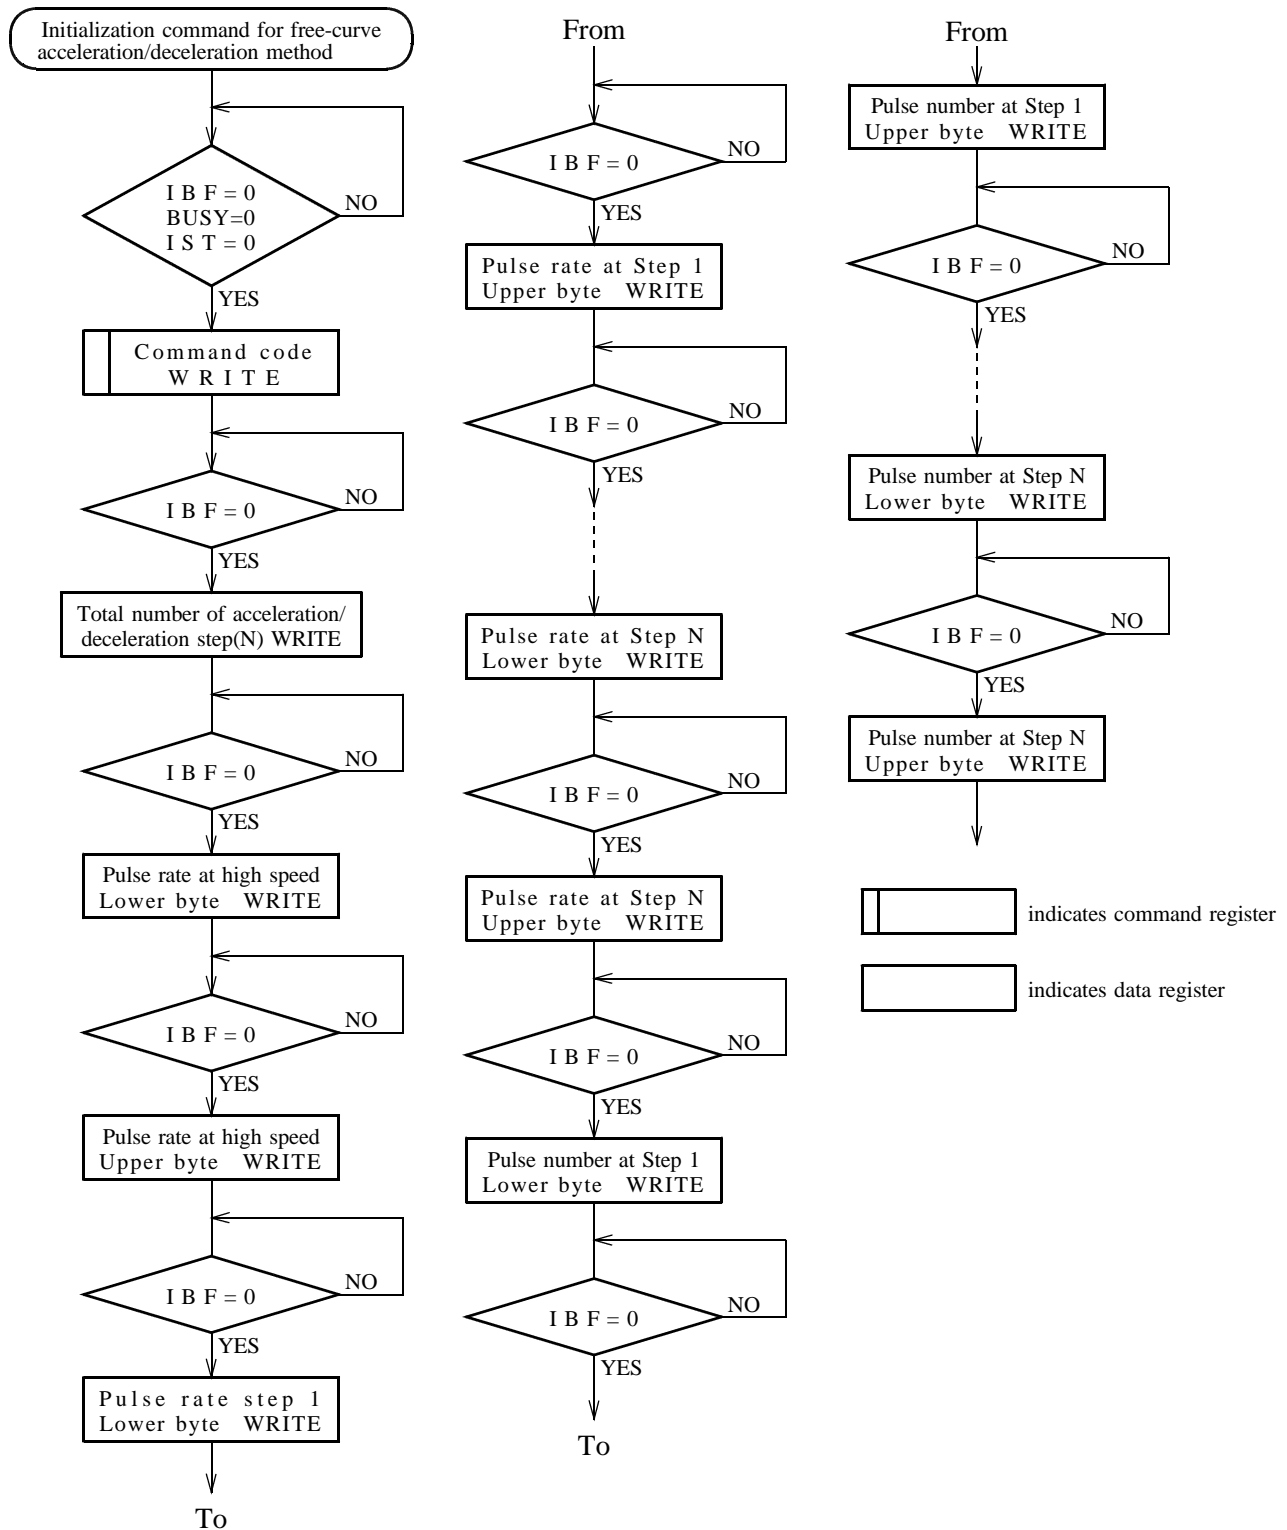 Initialization command for free-curve
acceleration/deceleration method
I B F = 0
BUSY=0
I S T = 0
NO
YES
Command code
W R I T E
I B F = 0
NO
YES
Total number of acceleration/
deceleration step(N) WRITE
I B F = 0
NO
YES
Pulse rate at high speed
Lower byte WRITE
I B F = 0
NO
YES
Pulse rate at high speed
Upper byte WRITE
I B F = 0
NO
YES
Pulse rate step 1
Lower byte WRITE
To
From
I B F = 0
NO
YES
Pulse rate at Step 1
Upper byte WRITE
I B F = 0
NO
YES
Pulse rate at Step N
Lower byte WRITE
I B F = 0
NO
YES
Pulse rate at Step N
Upper byte WRITE
I B F = 0
NO
YES
Pulse number at Step 1
Lower byte WRITE
I B F = 0
NO
YES
To
From
Pulse number at Step 1
Upper byte WRITE
I B F = 0
NO
YES
Pulse number at Step N
Lower byte WRITE
I B F = 0
NO
YES
Pulse number at Step N
Upper byte WRITE
indicates command register
indicates data register